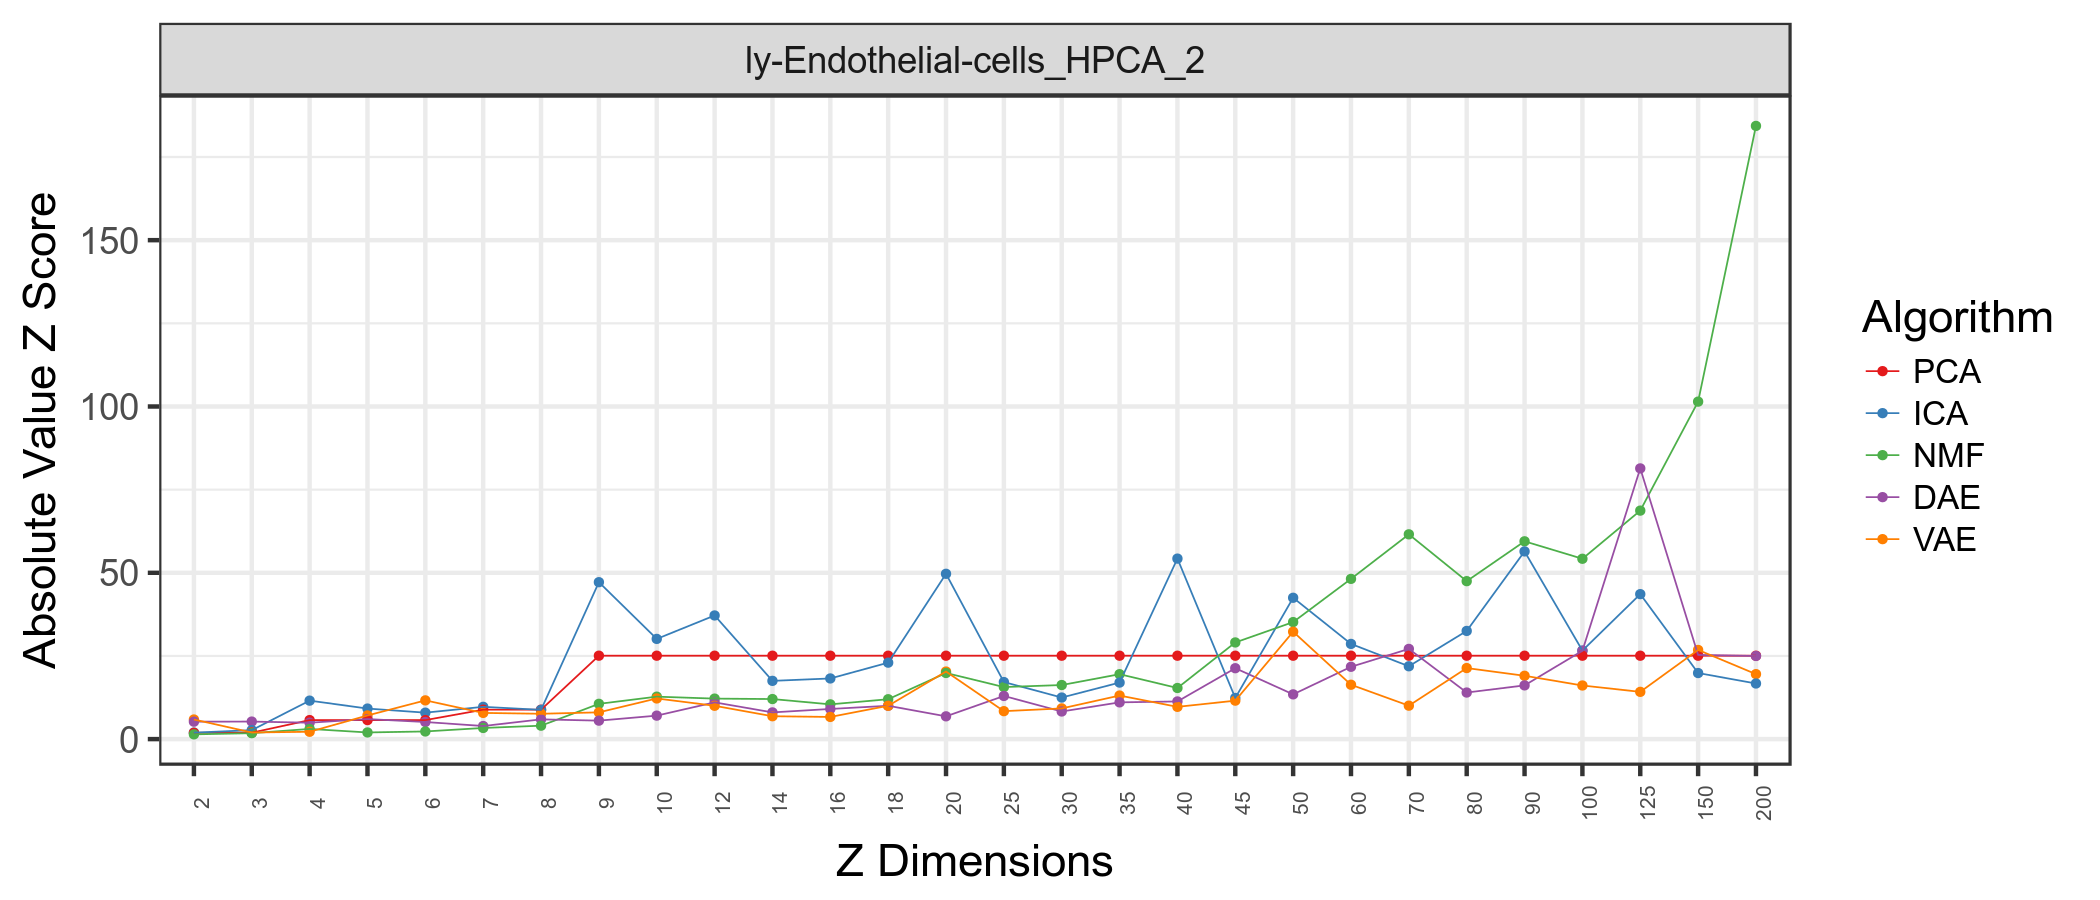 ly-Endothelial-cells_HPCA_2
Absolute Value Z Score
150
100
50
0
2 3 4 5 6 7 8 9 10 12 14 16 18 20 25 30 35 40 45 50 60 70 80 90 100 125 150 200
Z Dimensions
Algorithm
PCA
ICA
NMF
DAE
VAE